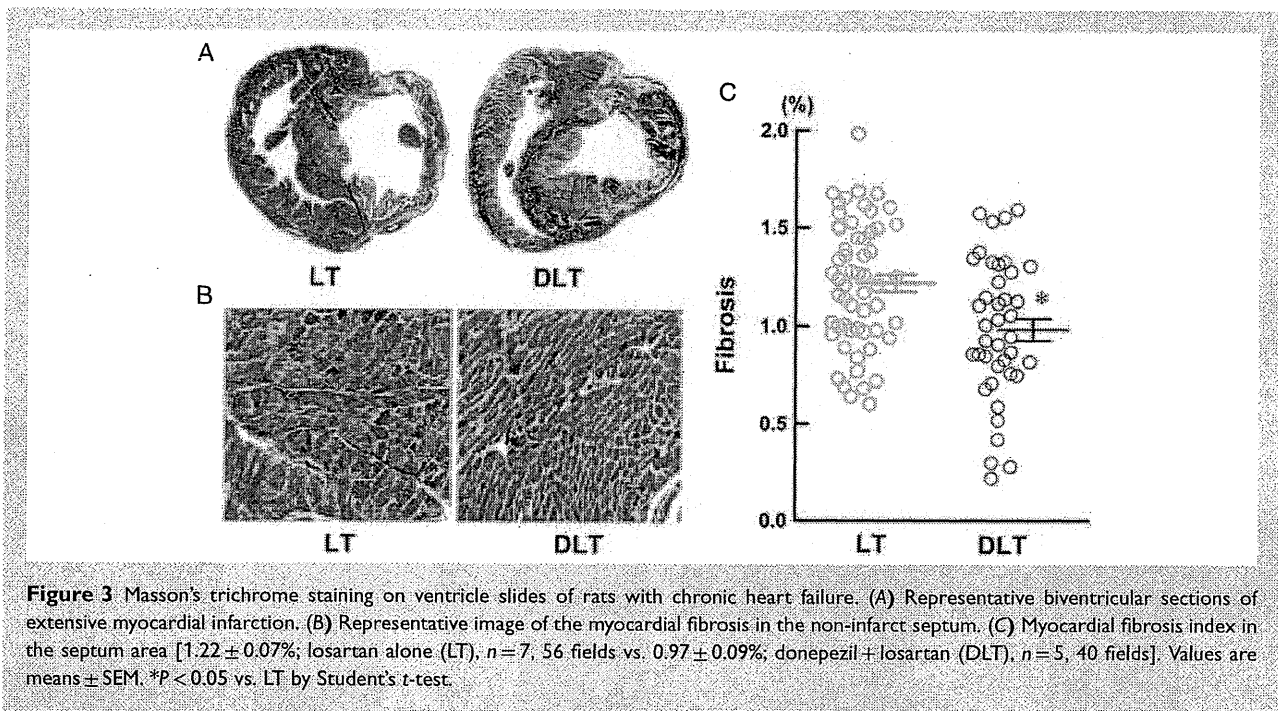 A
LT
DLT
B
LT
DLT
C
(%)
2.0
1.5
1.0
0.5
0.0
Fibrosis
*
LT
DLT
Figure 3 Masson's trichrome staining on ventricle slides of rats with chronic heart failure. (A) Representative biventricular sections of
extensive myocardial infarction. (B) Representative image of the myocardial fibrosis in the non-infarct septum. (C) Myocardial fibrosis index in
the septum area [1.22 ± 0.07%; losartan alone (LT), n = 7, 56 fields vs. 0.97 ± 0.09%; donepezil + losartan (DLT), n = 5, 40 fields]. Values are
means ± SEM. *P < 0.05 vs. LT by Student's t-test.